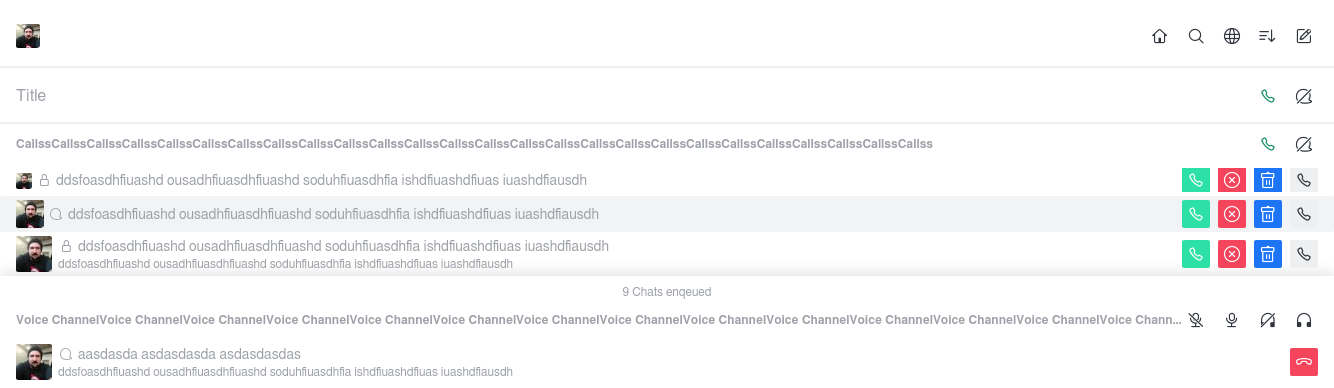 Title
CallssCallssCallssCallssCallssCallssCallssCallssCallssCallssCallssCallssCallssCallssCallssCallssCallssCallssCallssCallssCallssCallssCallssCallssCallssCallss
ddsfoasdhfiuashd ousadhfiuasdhfiuashd soduhfiuasdhfia ishdfiuashdfiuas iuashdfiausdh
ddsfoasdhfiuashd ousadhfiuasdhfiuashd soduhfiuasdhfia ishdfiuashdfiuas iuashdfiausdh
ddsfoasdhfiuashd ousadhfiuasdhfiuashd soduhfiuasdhfia ishdfiuashdfiuas iuashdfiausdh
ddsfoasdhfiuashd ousadhfiuasdhfiuashd soduhfiuasdhfia ishdfiuashdfiuas iuashdfiausdh
9 Chats enqeued
Voice ChannelVoice ChannelVoice ChannelVoice ChannelVoice ChannelVoice ChannelVoice ChannelVoice ChannelVoice ChannelVoice ChannelVoice ChannelVoice ChannelVoice ChannelVoice Chann...
aasdasda asdasdasda asdasdasdas
ddsfoasdhfiuashd ousadhfiuasdhfiuashd soduhfiuasdhfia ishdfiuashdfiuas iuashdfiausdh